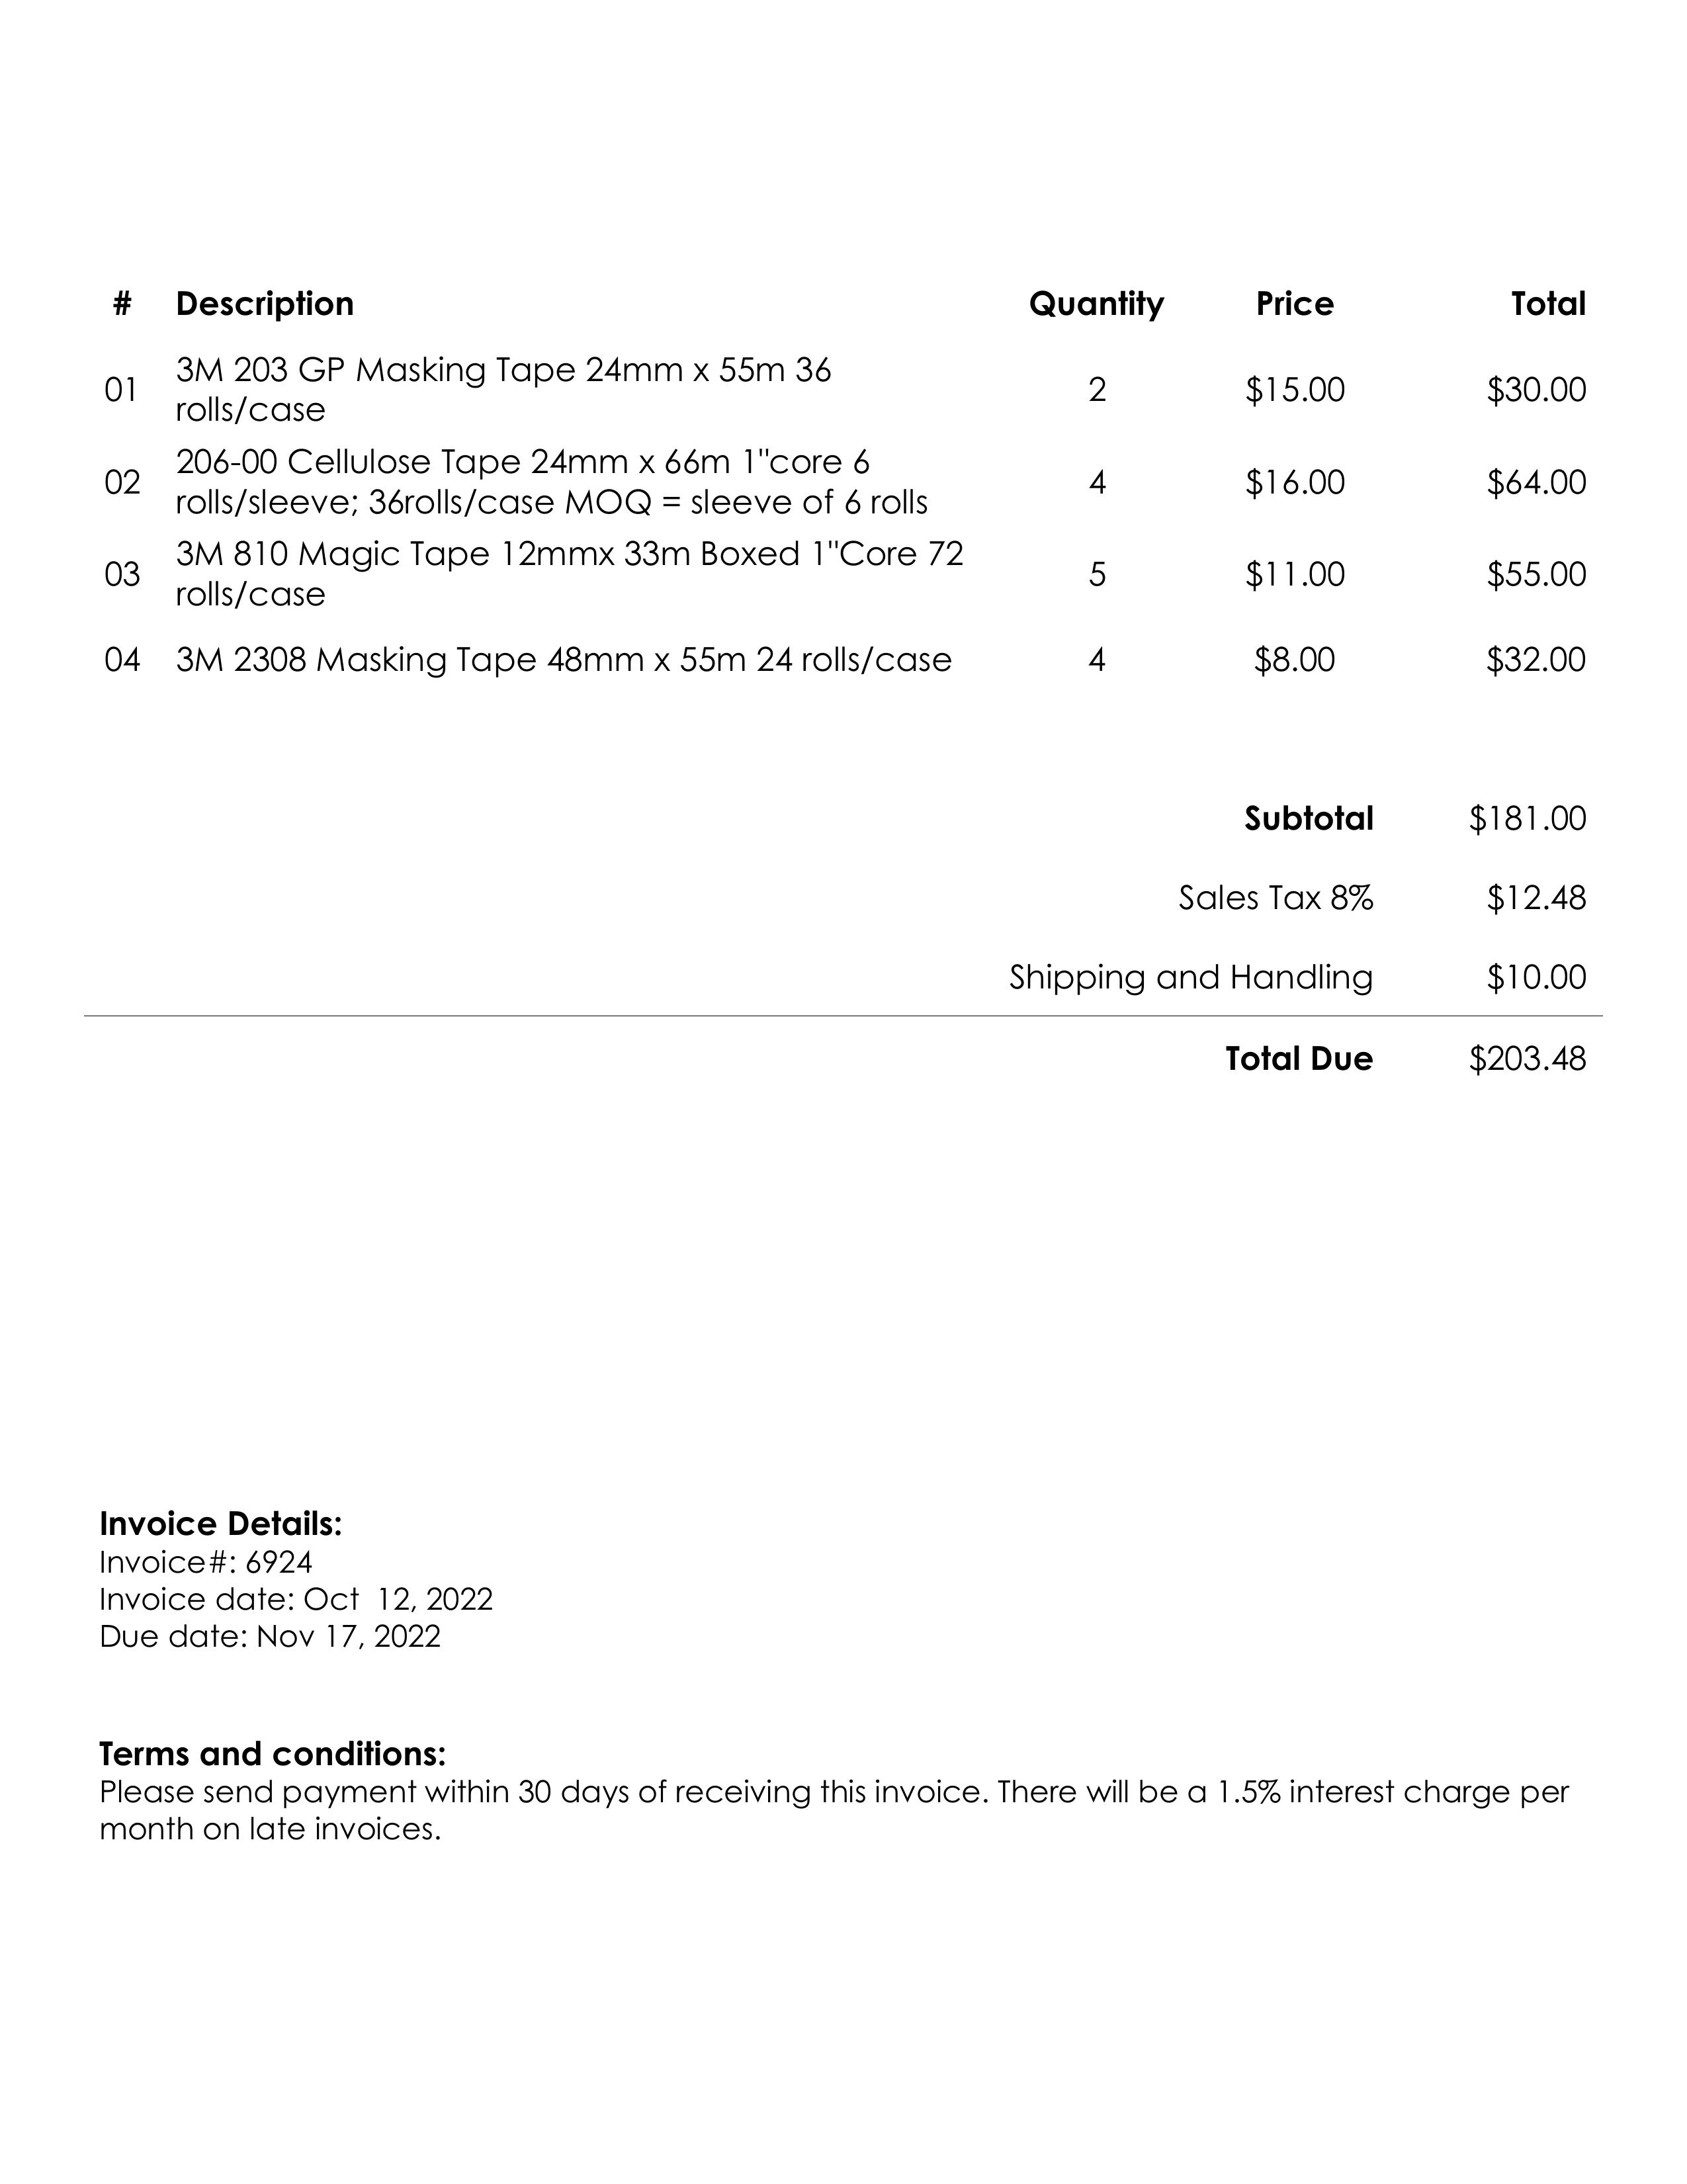 # Description Quantity Price Total
01 3M 203 GP Masking Tape 24mm x 55m 36
rolls/case 2 $15.00 $30.00
02 206-00 Cellulose Tape 24mm x 66m 1"core 6
rolls/sleeve; 36rolls/case MOQ = sleeve of 6 rolls 4 $16.00 $64.00
03 3M 810 Magic Tape 12mmx 33m Boxed 1"Core 72
rolls/case 5 $11.00 $55.00
04 3M 2308 Masking Tape 48mm x 55m 24 rolls/case 4 $8.00 $32.00
Subtotal $181.00
Sales Tax 8% $12.48
Shipping and Handling $10.00
Total Due $203.48
Invoice Details:
Invoice#: 6924
Invoice date: Oct  12, 2022
Due date: Nov 17, 2022
Terms and conditions:
Please send payment within 30 days of receiving this invoice. There will be a 1.5% interest charge per
month on late invoices.